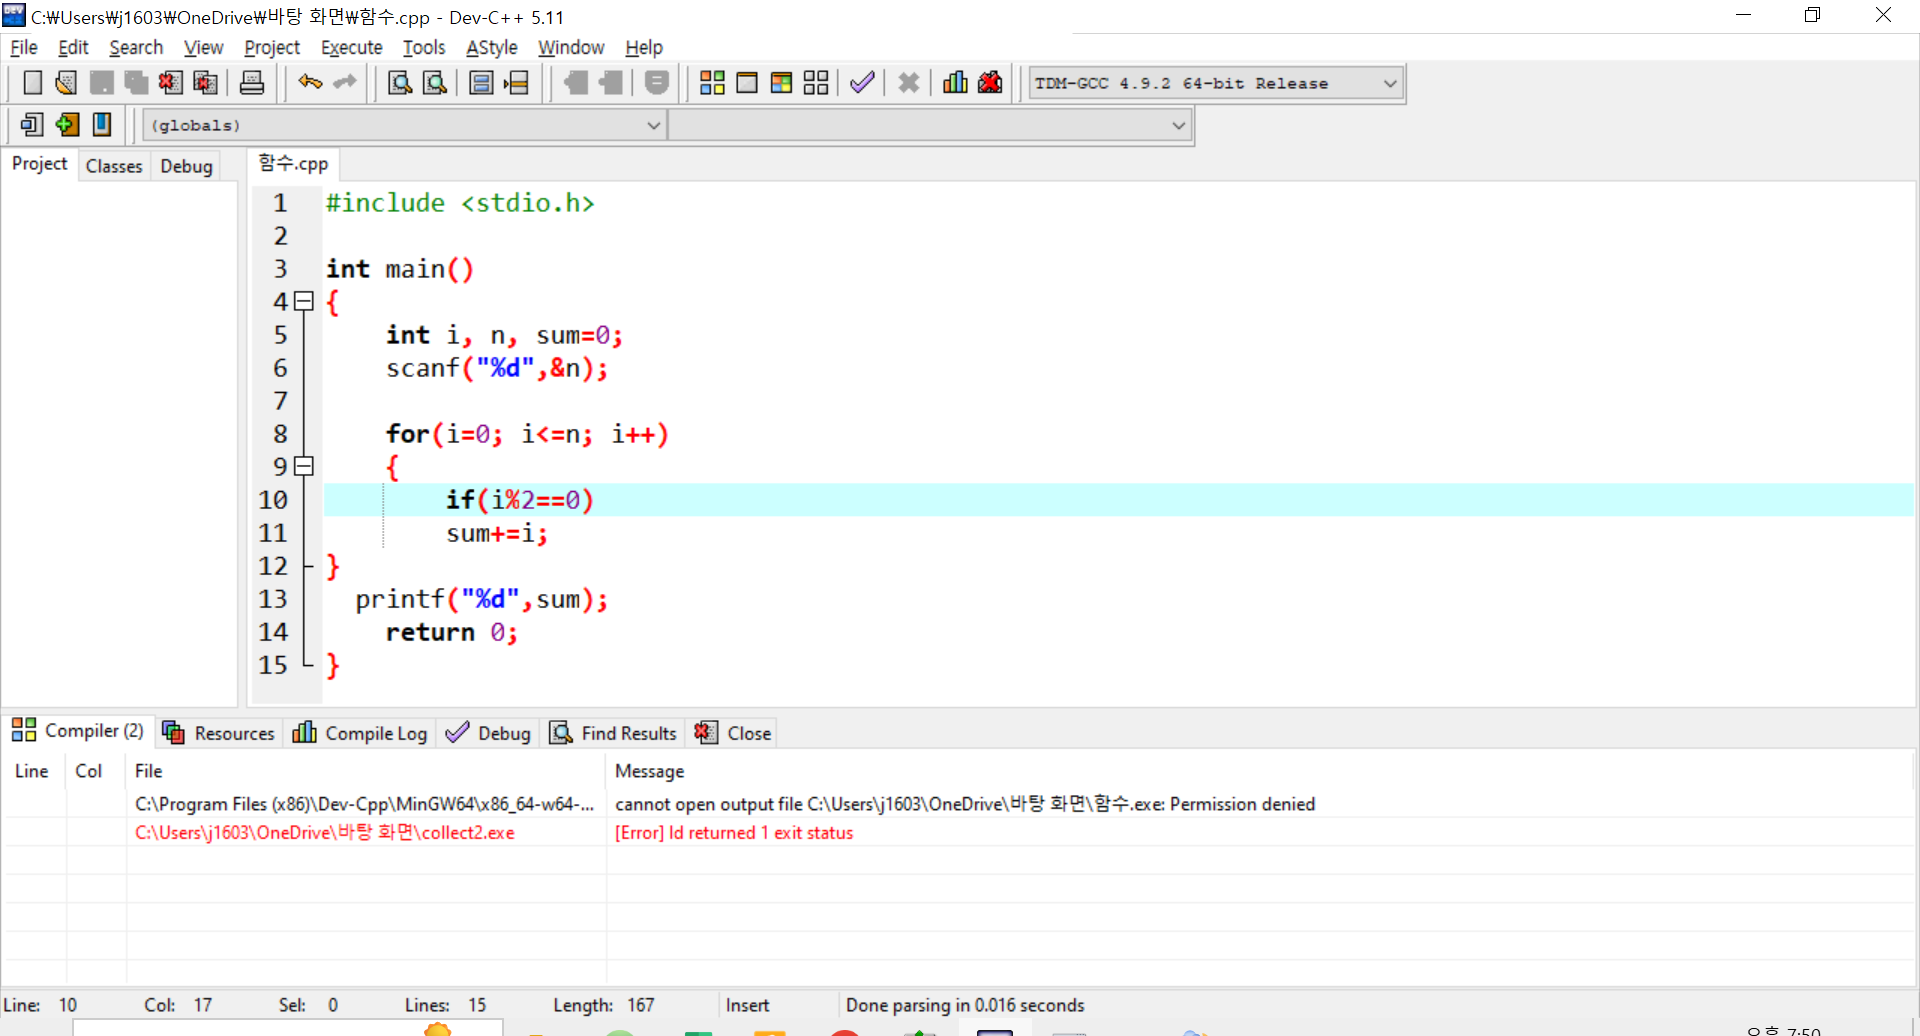 C:₩Users₩j1603₩OneDrive₩바탕 화면₩함수.cpp - Dev-C++ 5.11
File Edit Search View Project Execute Tools AStyle Window Help
TDM-GCC 4.9.2 64-bit Release
(globals)
Project Classes Debug 함수.cpp
1 #include <stdio.h>
2
3 int main()
4 {
5 int i, n, sum=0;
6 scanf("%d",&n);
7
8 for(i=0; i<=n; i++)
9 {
10 if(i%2==0)
11 sum+=i;
12 }
13 printf("%d",sum);
14 return 0;
15 }
Compiler (2) Resources Compile Log Debug Find Results Close
Line Col File Message
C:\Program Files (x86)\Dev-Cpp\MinGW64\x86_64-w64-... cannot open output file C:\Users\j1603\OneDrive\바탕 화면\함수.exe: Permission denied
C:\Users\j1603\OneDrive\바탕 화면\collect2.exe [Error] ld returned 1 exit status
Line: 10 Col: 17 Sel: 0 Lines: 15 Length: 167 Insert Done parsing in 0.016 seconds
오후 7:50